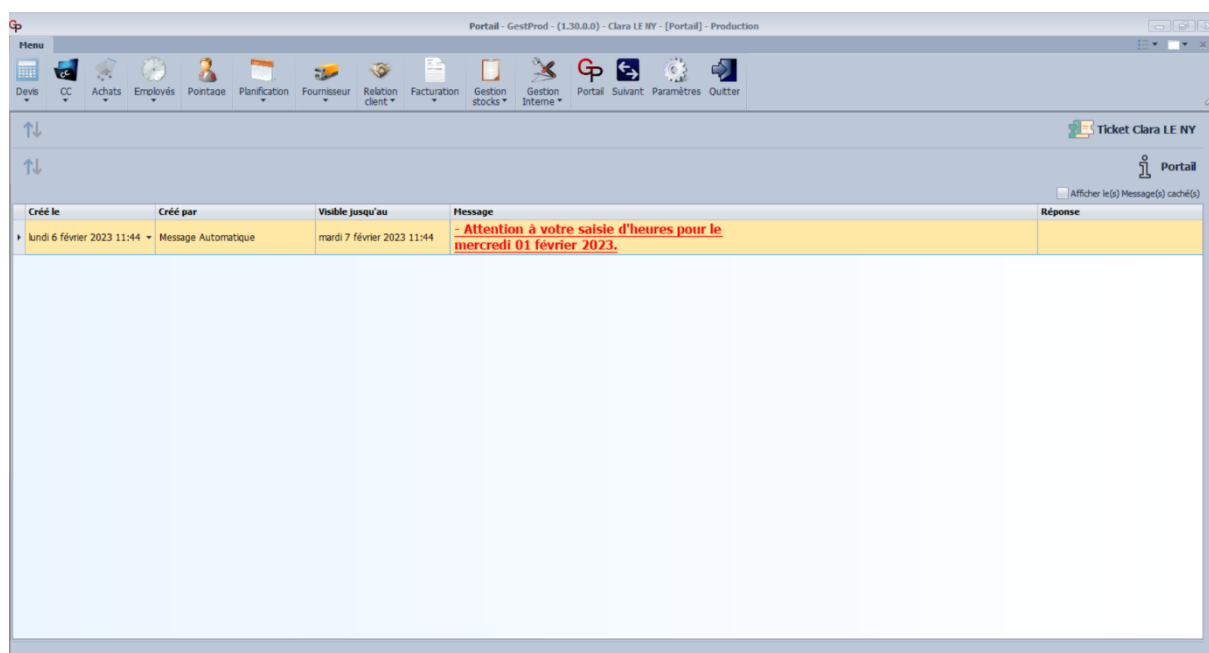 Gp
Portail - GestProd - (1.30.0.0) - Clara LE NY - [Portail] - Production
Menu
Devis CC Achats Employés Pointage Planification Fournisseur Relation client Facturation Gestion stocks Gestion Interne Portail Suivant Paramètres Quitter
Ticket Clara LE NY
Portail
Afficher le(s) Message(s) caché(s)
Créé le Créé par Visible jusqu'au Message Réponse
lundi 6 février 2023 11:44 Message Automatique mardi 7 février 2023 11:44 - Attention à votre saisie d'heures pour le
mercredi 01 février 2023.